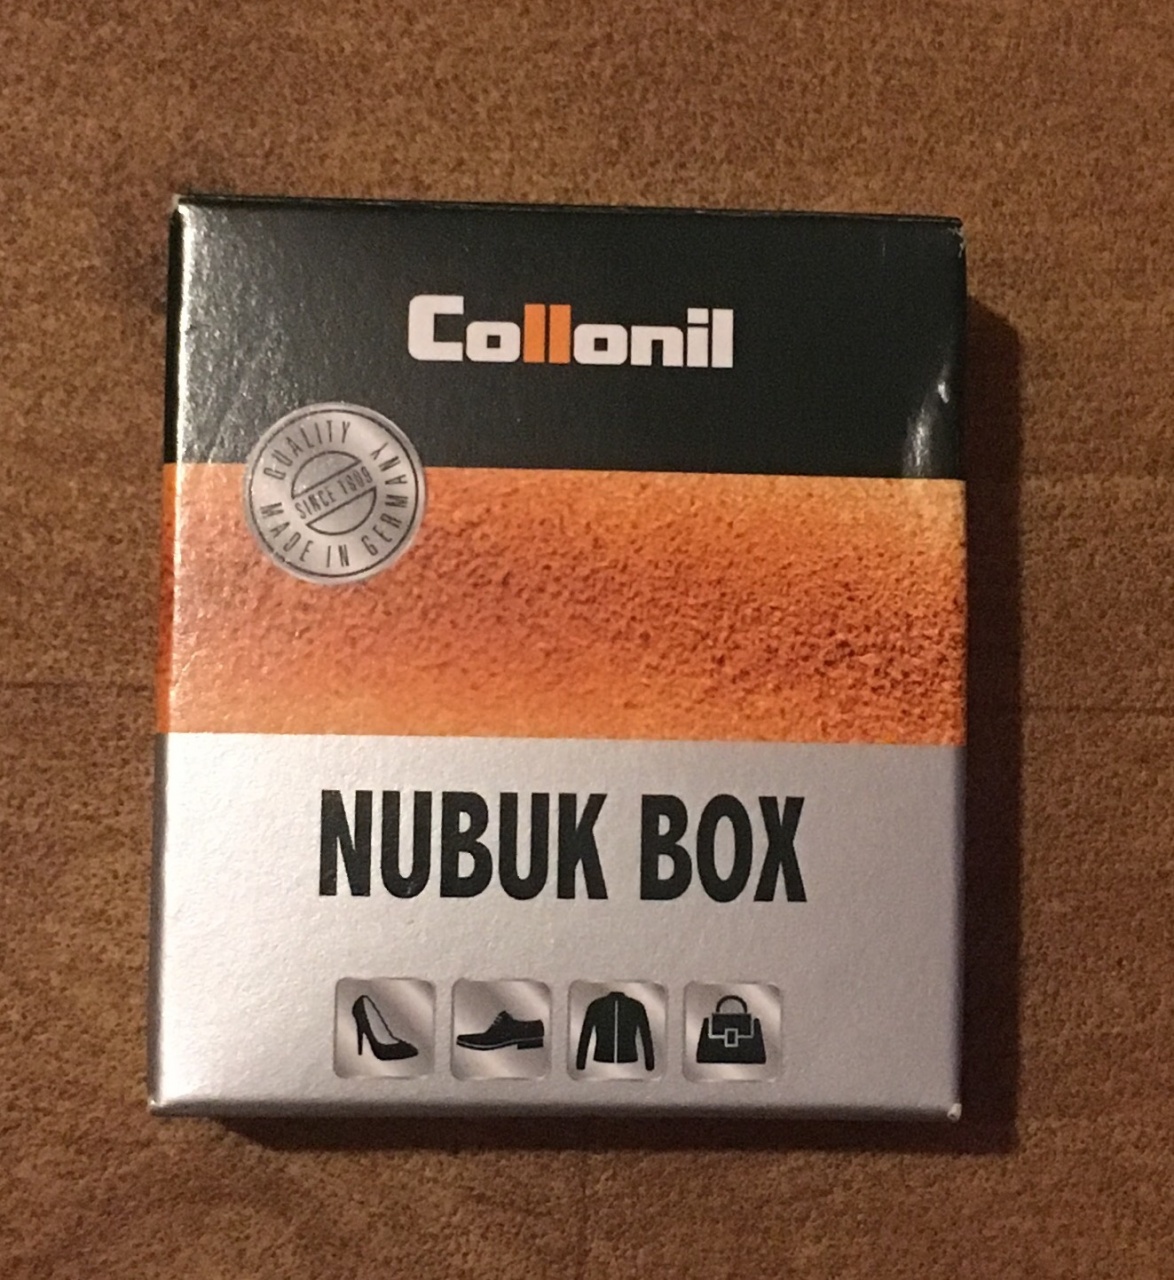 Collonil
QUALITY
SINCE 1909
MADE IN GERMANY
NUBUK BOX